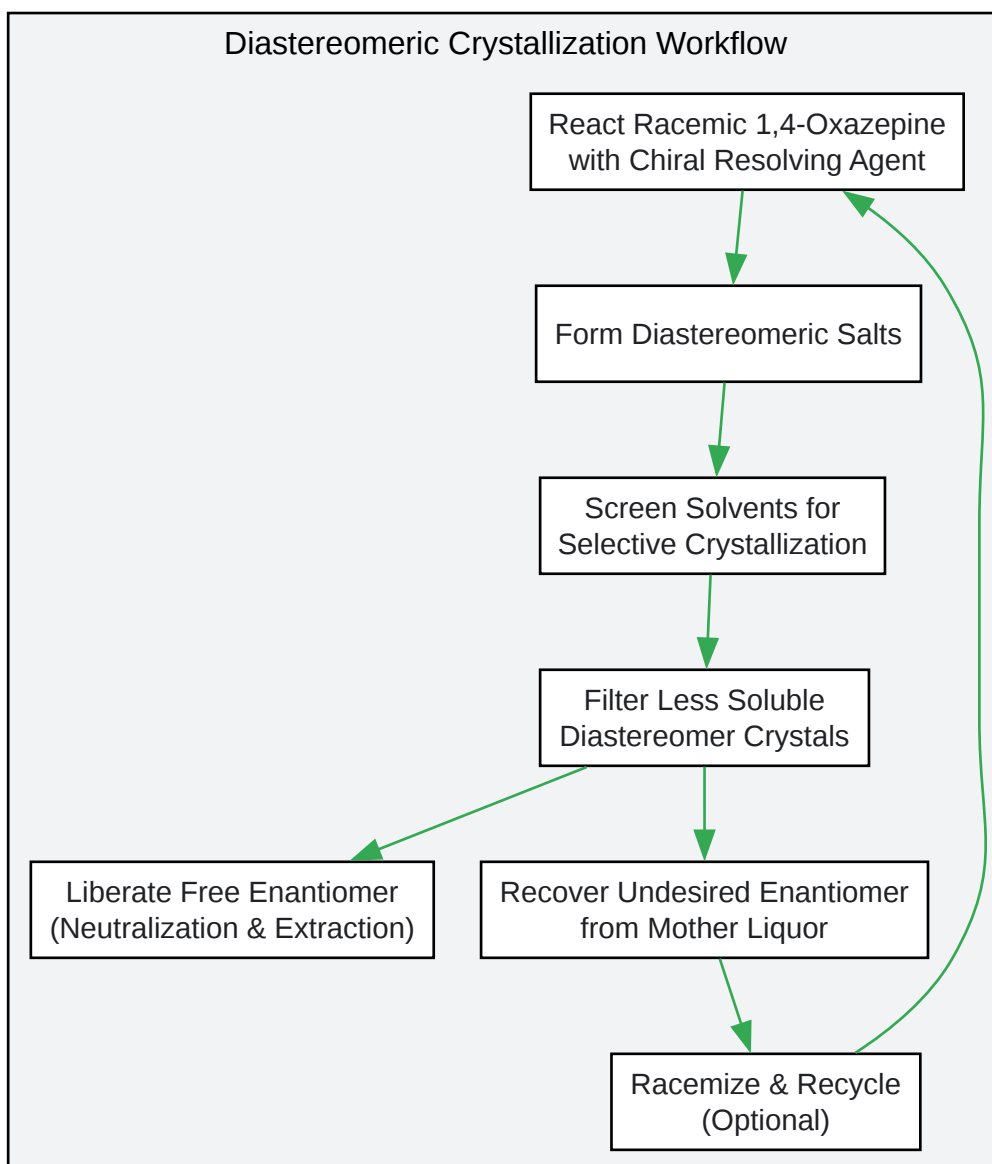 Diastereomeric Crystallization Workflow
React Racemic 1,4-Oxazepine
with Chiral Resolving Agent
Form Diastereomeric Salts
Screen Solvents for
Selective Crystallization
Filter Less Soluble
Diastereomer Crystals
Liberate Free Enantiomer
(Neutralization & Extraction)
Recover Undesired Enantiomer
from Mother Liquor
Racemize & Recycle
(Optional)